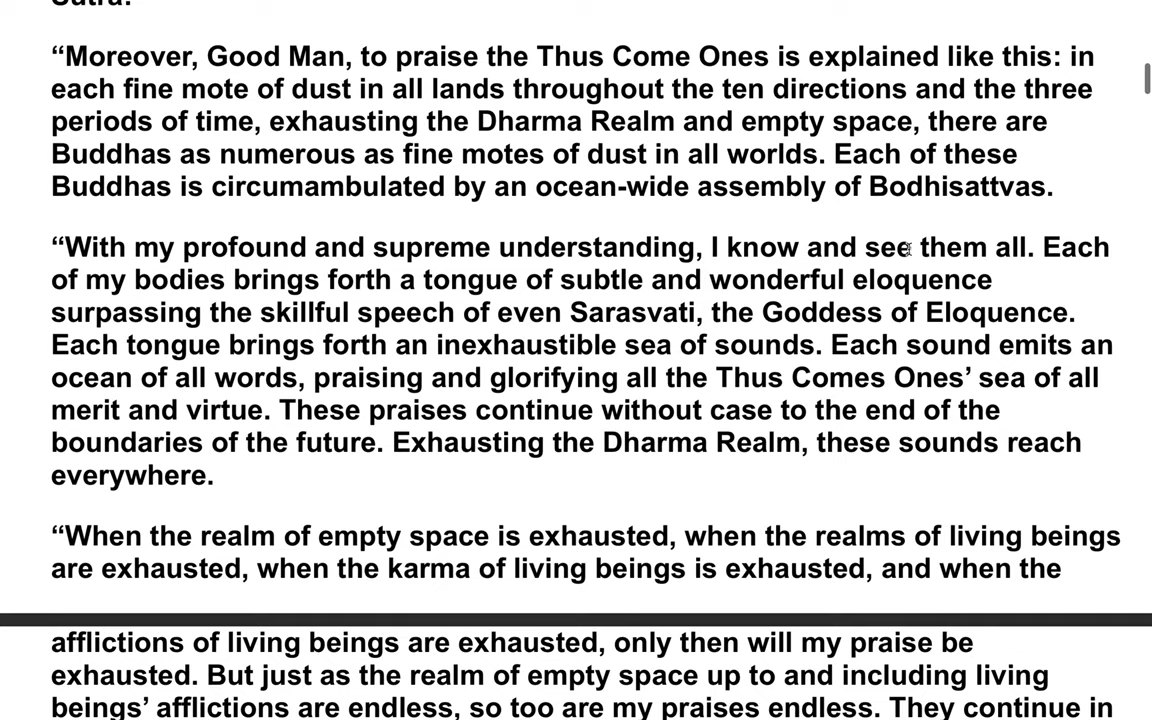 Sutra:
“Moreover, Good Man, to praise the Thus Come Ones is explained like this: in
each fine mote of dust in all lands throughout the ten directions and the three
periods of time, exhausting the Dharma Realm and empty space, there are
Buddhas as numerous as fine motes of dust in all worlds. Each of these
Buddhas is circumambulated by an ocean-wide assembly of Bodhisattvas.
“With my profound and supreme understanding, I know and see them all. Each
of my bodies brings forth a tongue of subtle and wonderful eloquence
surpassing the skillful speech of even Sarasvati, the Goddess of Eloquence.
Each tongue brings forth an inexhaustible sea of sounds. Each sound emits an
ocean of all words, praising and glorifying all the Thus Comes Ones’ sea of all
merit and virtue. These praises continue without case to the end of the
boundaries of the future. Exhausting the Dharma Realm, these sounds reach
everywhere.
“When the realm of empty space is exhausted, when the realms of living beings
are exhausted, when the karma of living beings is exhausted, and when the
afflictions of living beings are exhausted, only then will my praise be
exhausted. But just as the realm of empty space up to and including living
beings’ afflictions are endless, so too are my praises endless. They continue in